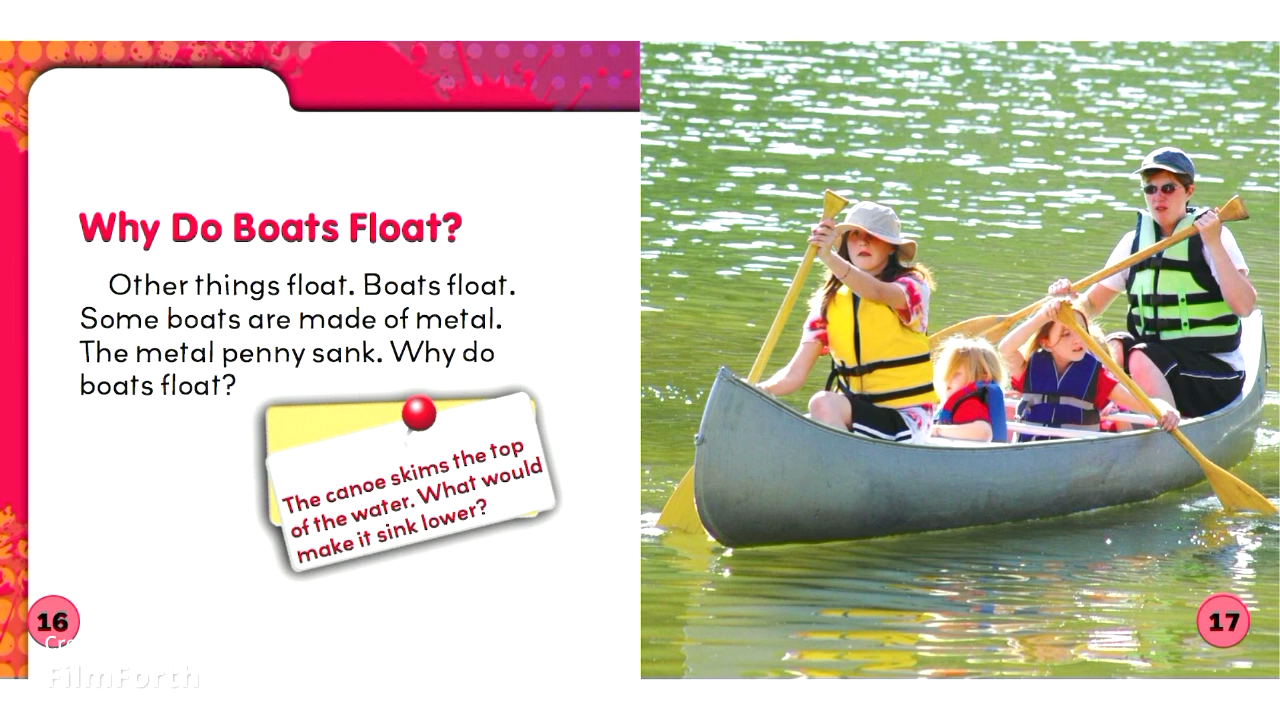 Why Do Boats Float?
Other things float. Boats float.
Some boats are made of metal.
The metal penny sank. Why do
boats float?
The canoe skims the top
of the water. What would
make it sink lower?
16
17
FilmForth